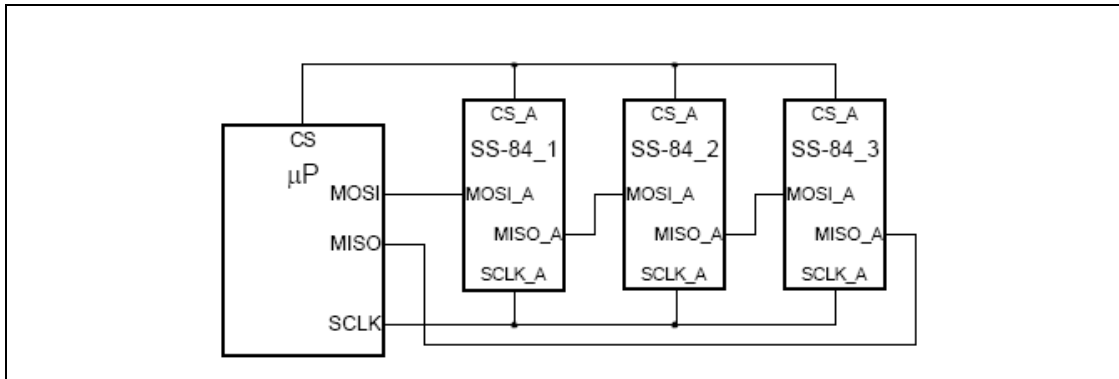 CS
μP
MOSI
MISO
SCLK
CS_A
SS-84_1
MOSI_A
MISO_A
SCLK_A
CS_A
SS-84_2
MOSI_A
MISO_A
SCLK_A
CS_A
SS-84_3
MOSI_A
MISO_A
SCLK_A